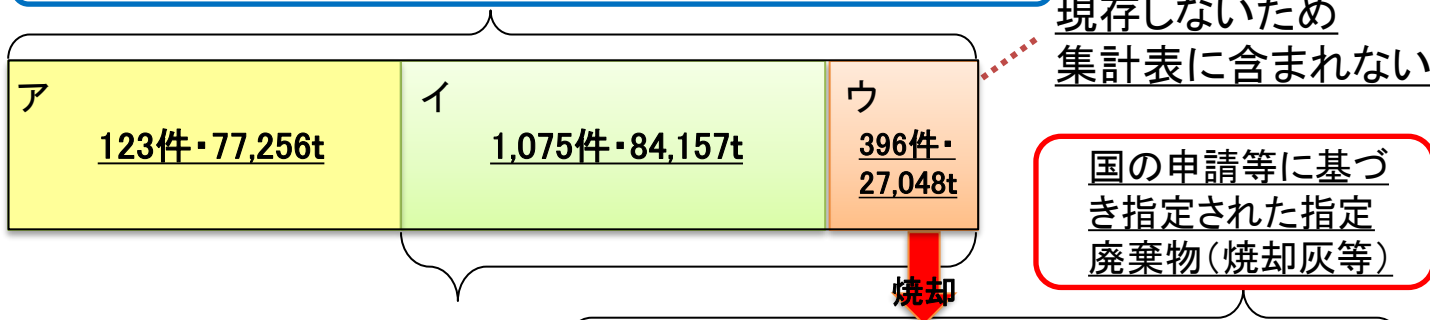 現存しないため
集計表に含まれない
ア
123件・77,256t
イ
1,075件・84,157t
ウ
396件・
27,048t
国の申請等に基づ
き指定された指定
廃棄物(焼却灰等)
焼却